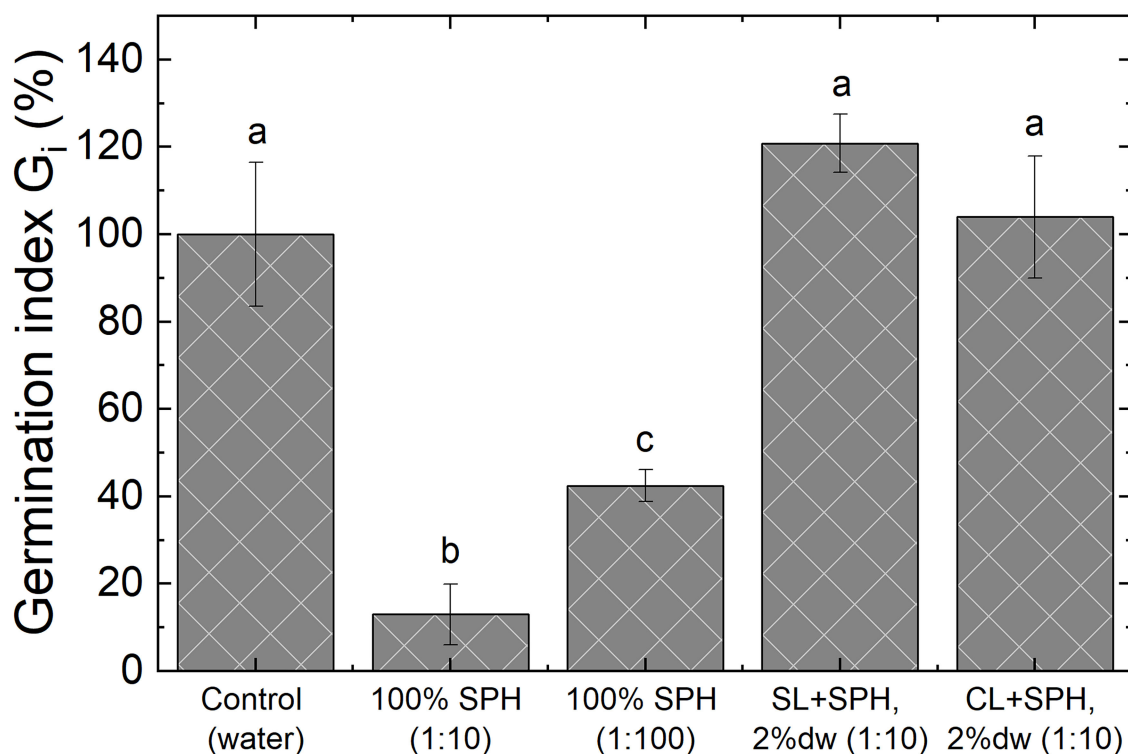 Germination index Gi (%)
140
120
100
80
60
40
20
0
a
b
c
a
a
Control
(water)
100% SPH
(1:10)
100% SPH
(1:100)
SL+SPH,
2%dw (1:10)
CL+SPH,
2%dw (1:10)